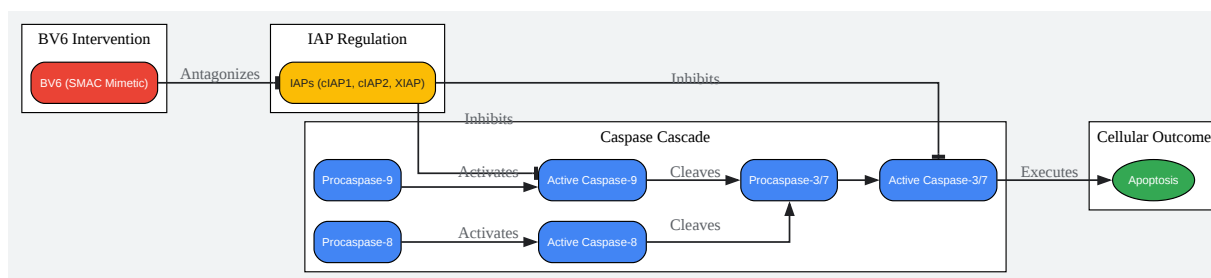 BV6 Intervention
IAP Regulation
BV6 (SMAC Mimetic)
Antagonizes
IAPs (cIAP1, cIAP2, XIAP)
Inhibits
Inhibits
Caspase Cascade
Cellular Outcome
Procaspase-9
Activates
Active Caspase-9
Cleaves
Procaspase-3/7
Active Caspase-3/7
Executes
Apoptosis
Procaspase-8
Activates
Active Caspase-8
Cleaves